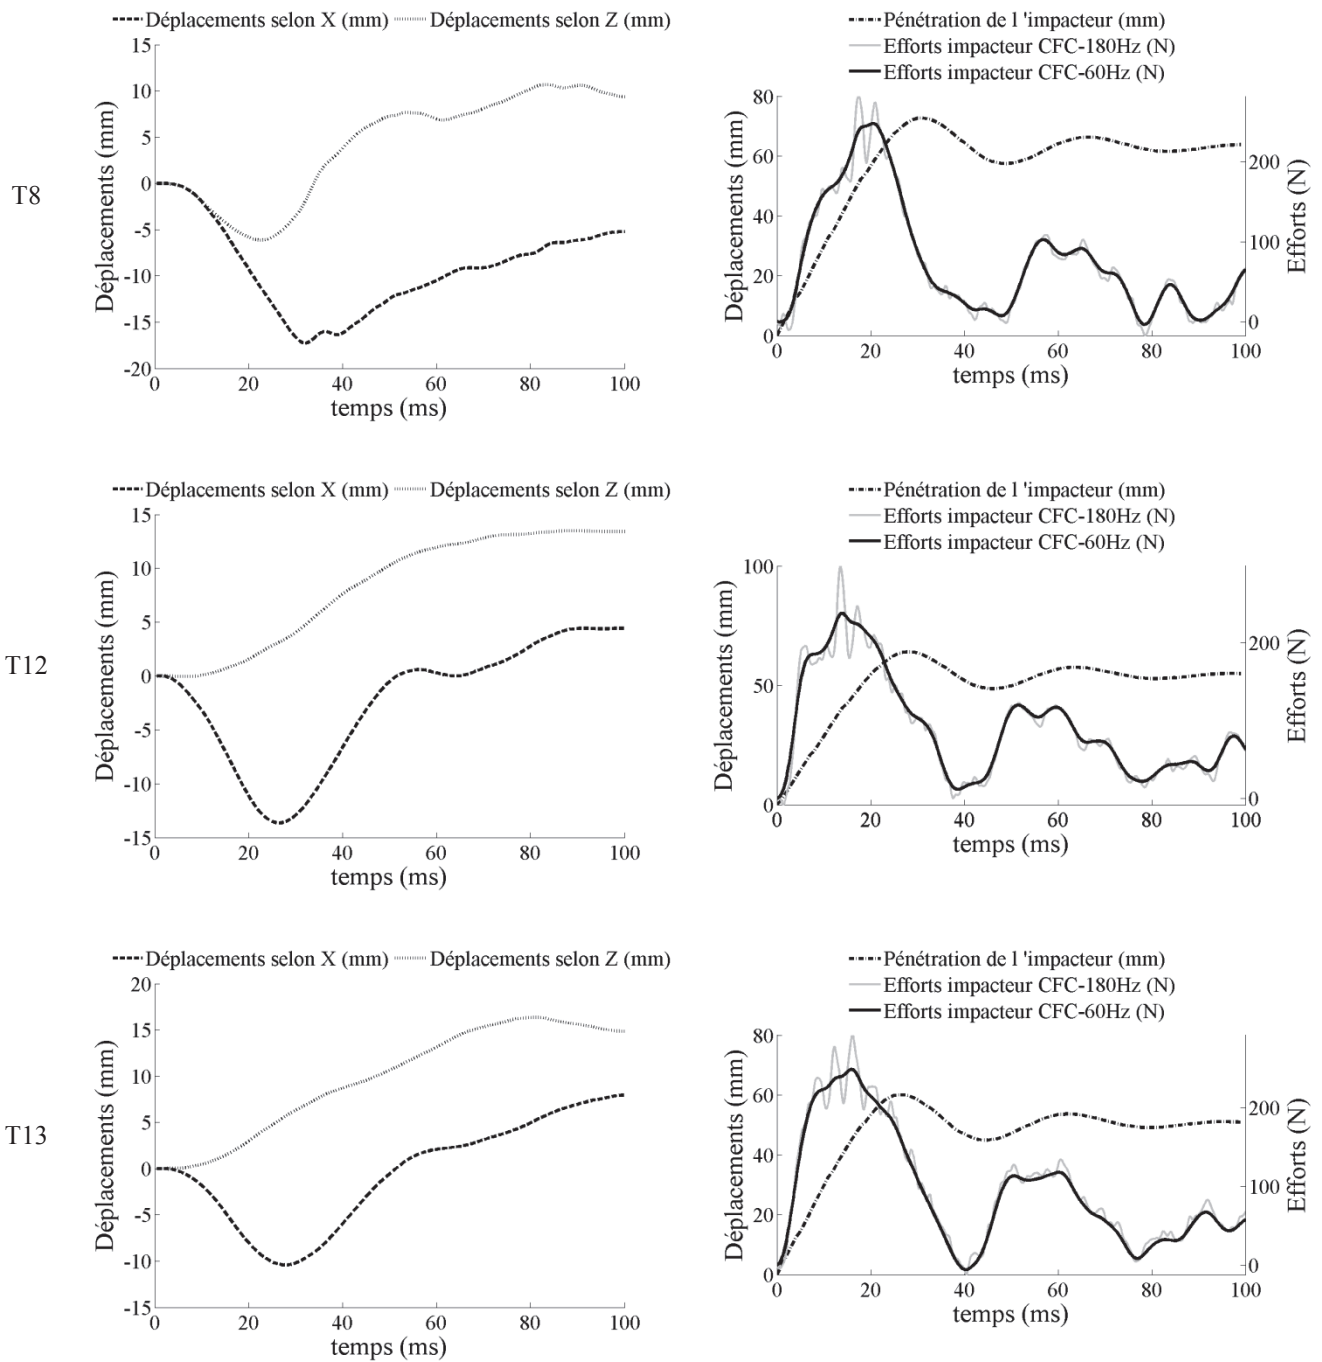 Déplacements selon X (mm) Déplacements selon Z (mm)
15
10
5
0
-5
-10
-15
-20
Déplacements (mm)
0 20 40 60 80 100
temps (ms)
T8
Pénétration de l 'impacteur (mm)
Efforts impacteur CFC-180Hz (N)
Efforts impacteur CFC-60Hz (N)
80
60
40
20
0
Déplacements (mm)
200
100
0
Efforts (N)
0 20 40 60 80 100
temps (ms)
Déplacements selon X (mm) Déplacements selon Z (mm)
15
10
5
0
-5
-10
-15
Déplacements (mm)
0 20 40 60 80 100
temps (ms)
T12
Pénétration de l 'impacteur (mm)
Efforts impacteur CFC-180Hz (N)
Efforts impacteur CFC-60Hz (N)
100
50
0
Déplacements (mm)
200
0
Efforts (N)
0 20 40 60 80 100
temps (ms)
Déplacements selon X (mm) Déplacements selon Z (mm)
20
15
10
5
0
-5
-10
-15
Déplacements (mm)
0 20 40 60 80 100
temps (ms)
T13
Pénétration de l 'impacteur (mm)
Efforts impacteur CFC-180Hz (N)
Efforts impacteur CFC-60Hz (N)
80
60
40
20
0
Déplacements (mm)
200
100
0
Efforts (N)
0 20 40 60 80 100
temps (ms)